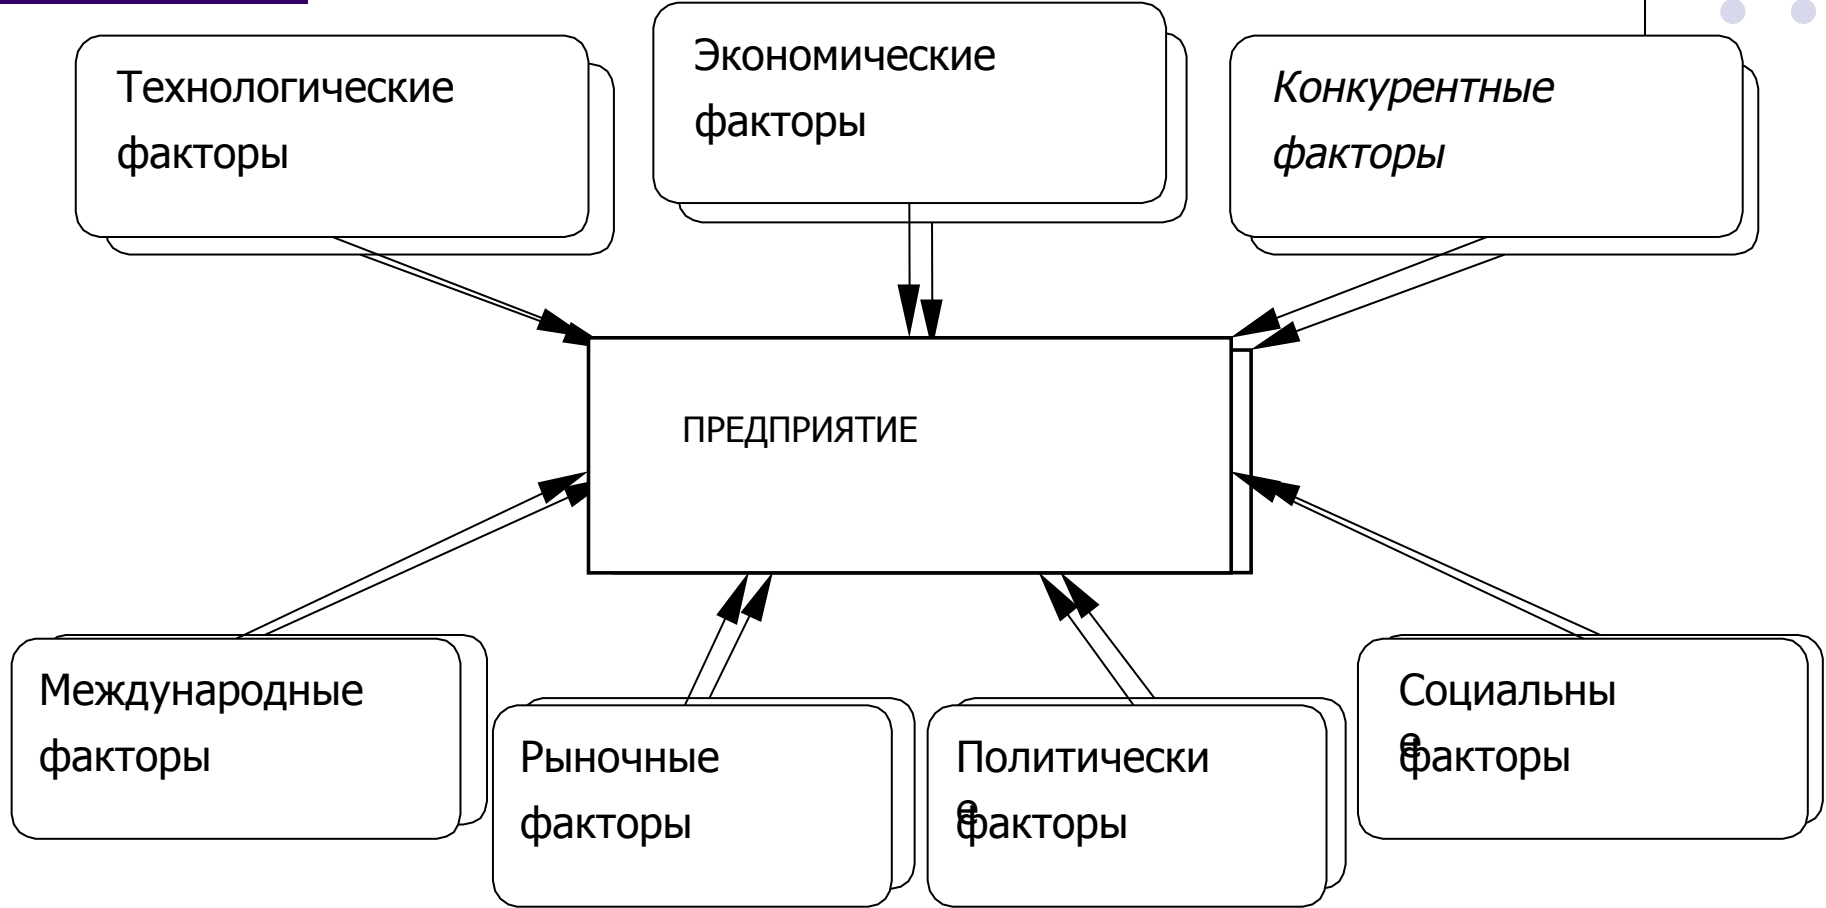 Технологические
факторы
Экономические
факторы
Конкурентные
факторы
ПРЕДПРИЯТИЕ
Международные
факторы
Рыночные
факторы
Политически
е
факторы
Социальны
е
факторы